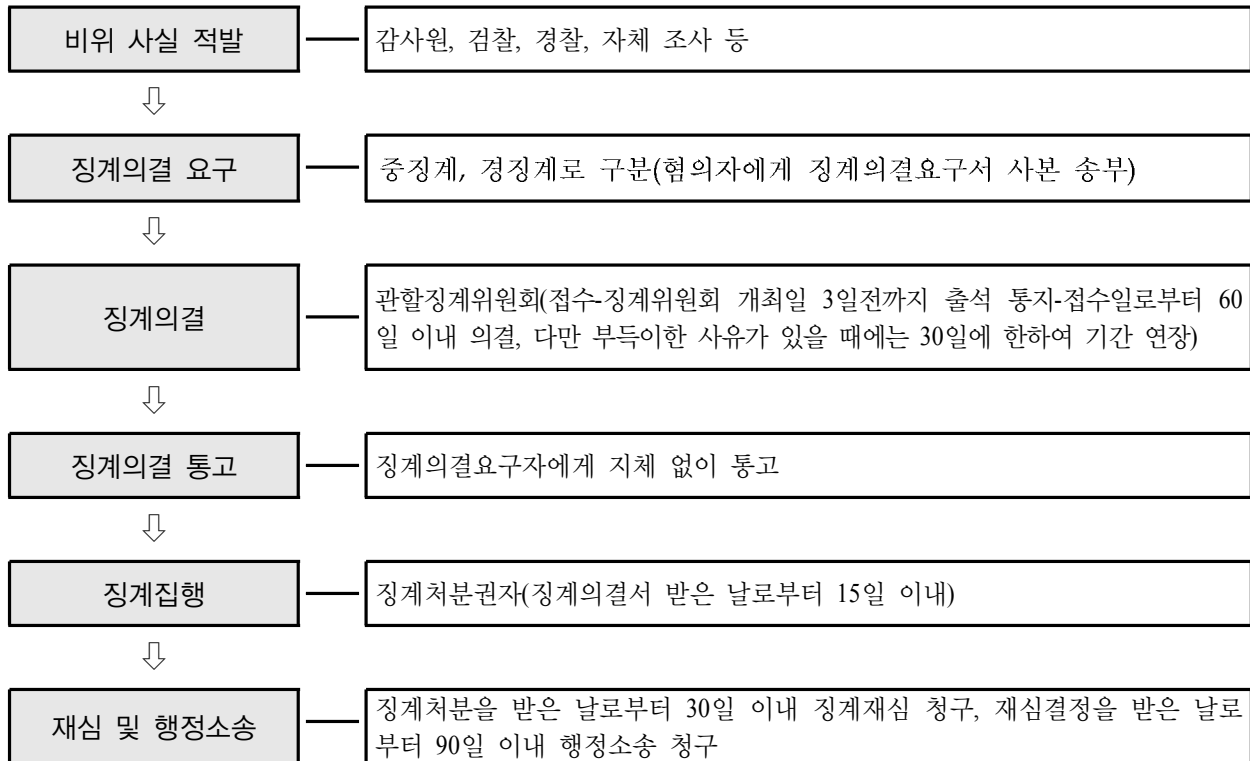 비위 사실 적발
감사원, 검찰, 경찰, 자체 조사 등
징계의결 요구
중징계, 경징계로 구분(혐의자에게 징계의결요구서 사본 송부)
징계의결
관할징계위원회(접수-징계위원회 개최일 3일전까지 출석 통지-접수일로부터 60
일 이내 의결, 다만 부득이한 사유가 있을 때에는 30일에 한하여 기간 연장)
징계의결 통고
징계의결요구자에게 지체 없이 통고
징계집행
징계처분권자(징계의결서 받은 날로부터 15일 이내)
재심 및 행정소송
징계처분을 받은 날로부터 30일 이내 징계재심 청구, 재심결정을 받은 날로
부터 90일 이내 행정소송 청구